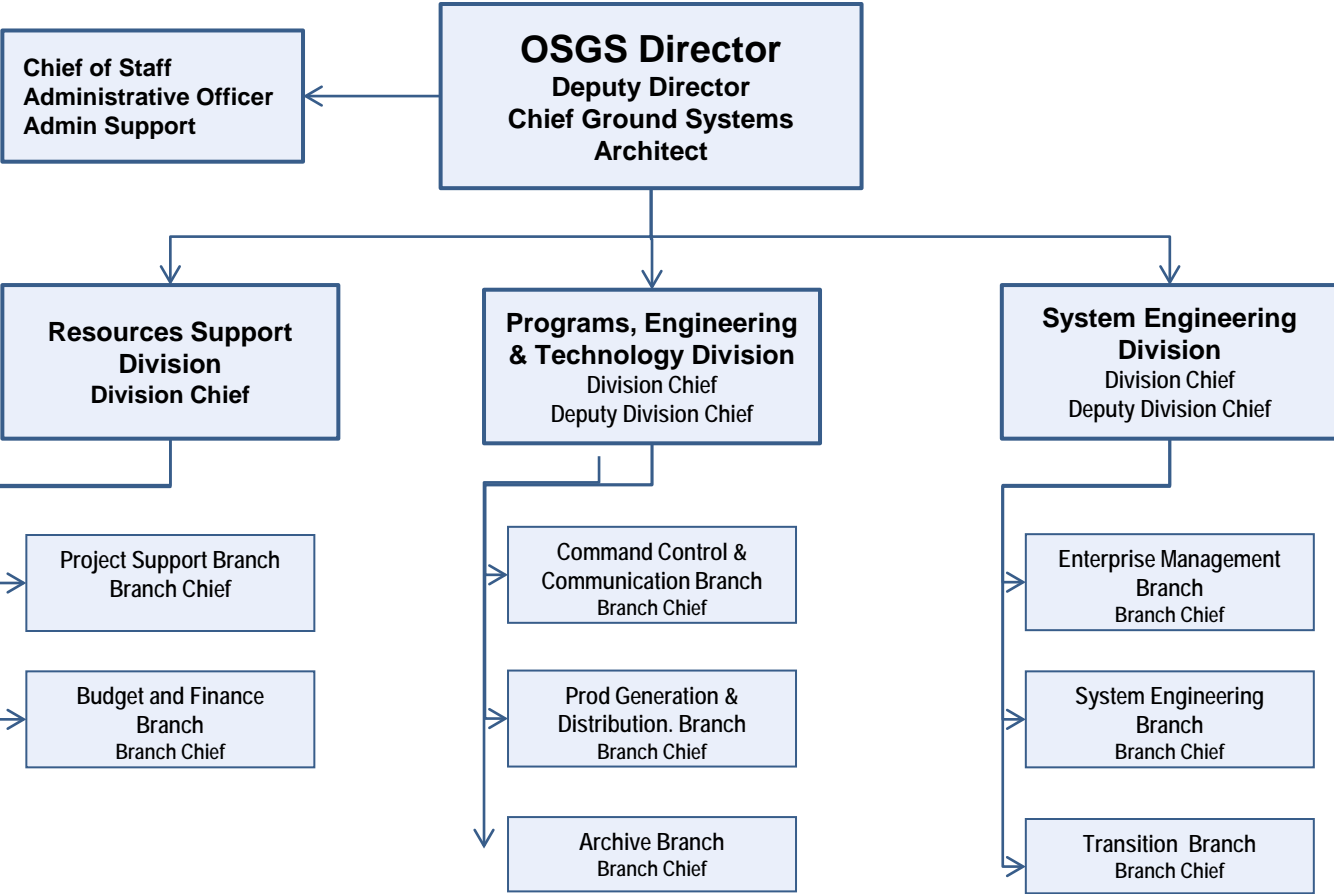 Chief of Staff
Administrative Officer
Admin Support
OSGS Director
Deputy Director
Chief Ground Systems
Architect
Resources Support
Division
Division Chief
Programs, Engineering
& Technology Division
Division Chief
Deputy Division Chief
System Engineering
Division
Division Chief
Deputy Division Chief
Project Support Branch
Branch Chief
Budget and Finance
Branch
Branch Chief
Command Control &
Communication Branch
Branch Chief
Prod Generation &
Distribution. Branch
Branch Chief
Archive Branch
Branch Chief
Enterprise Management
Branch
Branch Chief
System Engineering
Branch
Branch Chief
Transition Branch
Branch Chief